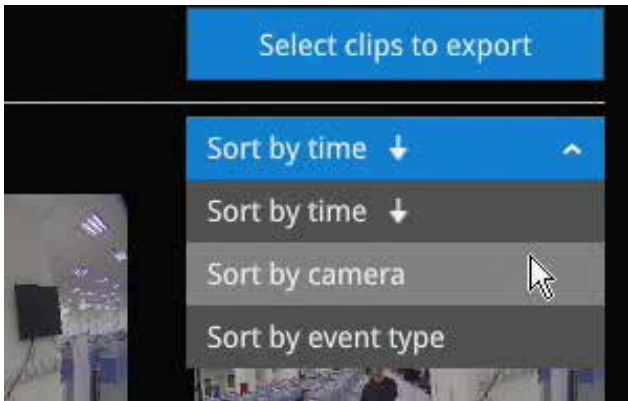 Select clips to export
Sort by time ↓
Sort by time ↓
Sort by camera
Sort by event type